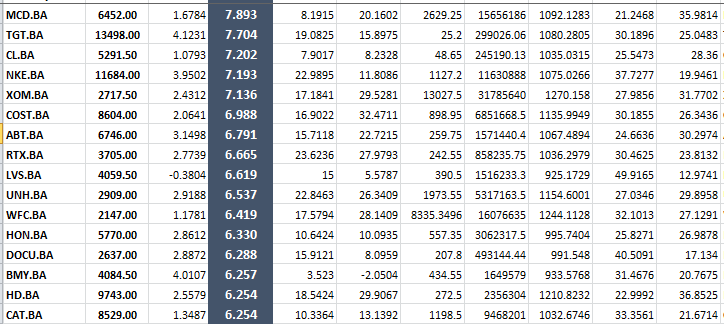 MCD.BA 6452.00 1.6784 7.893 8.1915 20.1602 2629.25 15656186 1092.1283 21.2468 35.9814
TGT.BA 13498.00 4.1231 7.704 19.0825 15.8975 25.2 299026.06 1080.2805 30.1896 25.0483
CL.BA 5291.50 1.0793 7.202 7.9017 8.2328 48.65 245190.13 1035.0315 25.5473 28.36
NKE.BA 11684.00 3.9502 7.193 22.9895 11.8086 1127.2 11630888 1075.0266 37.7277 19.9461
XOM.BA 2717.50 2.4312 7.136 17.1841 29.5281 13027.5 31785640 1270.158 27.9856 31.7702
COST.BA 8604.00 2.0641 6.988 16.9022 32.4711 898.95 6851668.5 1135.9949 30.1855 26.3436
ABT.BA 6746.00 3.1498 6.791 15.7118 22.7215 259.75 1571440.4 1067.4894 24.6636 30.2974
RTX.BA 3705.00 2.7739 6.665 23.6236 27.9793 242.55 858235.75 1036.2979 30.4625 23.8132
LVS.BA 4059.50 -0.3804 6.619 15 5.5787 390.5 1516233.3 925.1729 49.9165 12.9741
UNH.BA 2909.00 2.9188 6.537 22.8463 26.3409 1973.55 5317163.5 1154.6001 27.0346 29.8958
WFC.BA 2147.00 1.1781 6.419 17.5794 28.1409 8335.3496 16076635 1244.1128 32.1013 27.1291
HON.BA 5770.00 2.8612 6.330 10.6424 10.0935 557.35 3062317.5 995.7404 25.8271 26.9878
DOCU.BA 2637.00 2.8872 6.288 15.9121 8.0959 207.8 493144.44 991.548 40.5091 17.134
BMY.BA 4084.50 4.0107 6.257 3.523 -2.0504 434.55 1649579 933.5768 31.4676 20.7675
HD.BA 9743.00 2.5579 6.254 18.5424 29.9067 272.5 2356304 1210.8232 22.9992 36.8525
CAT.BA 8529.00 1.3487 6.254 10.3364 13.1392 1198.5 9468201 1032.6746 33.3561 21.6714